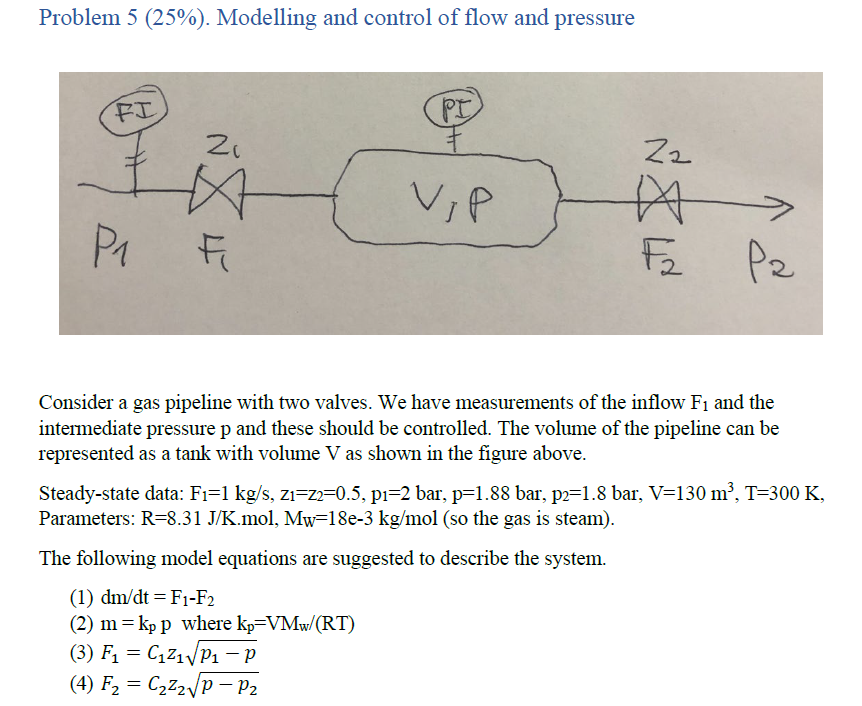 Problem 5 (25%). Modelling and control of flow and pressure
FI
PI
Z1
Z2
V, P
P1
F1
F2
P2
Consider a gas pipeline with two valves. We have measurements of the inflow F₁ and the
intermediate pressure p and these should be controlled. The volume of the pipeline can be
represented as a tank with volume V as shown in the figure above.
Steady-state data: F₁=1 kg/s, z₁=z₂=0.5, p₁=2 bar, p=1.88 bar, p₂=1.8 bar, V=130 m³, T=300 K,
Parameters: R=8.31 J/K.mol, Mw=18e-3 kg/mol (so the gas is steam).
The following model equations are suggested to describe the system.
(1) dm/dt = F₁-F₂
(2) m = kₚ p where kₚ=VMw/(RT)
(3) F₁ = C₁z₁√(p₁ − p)
(4) F₂ = C₂z₂√(p − p₂)